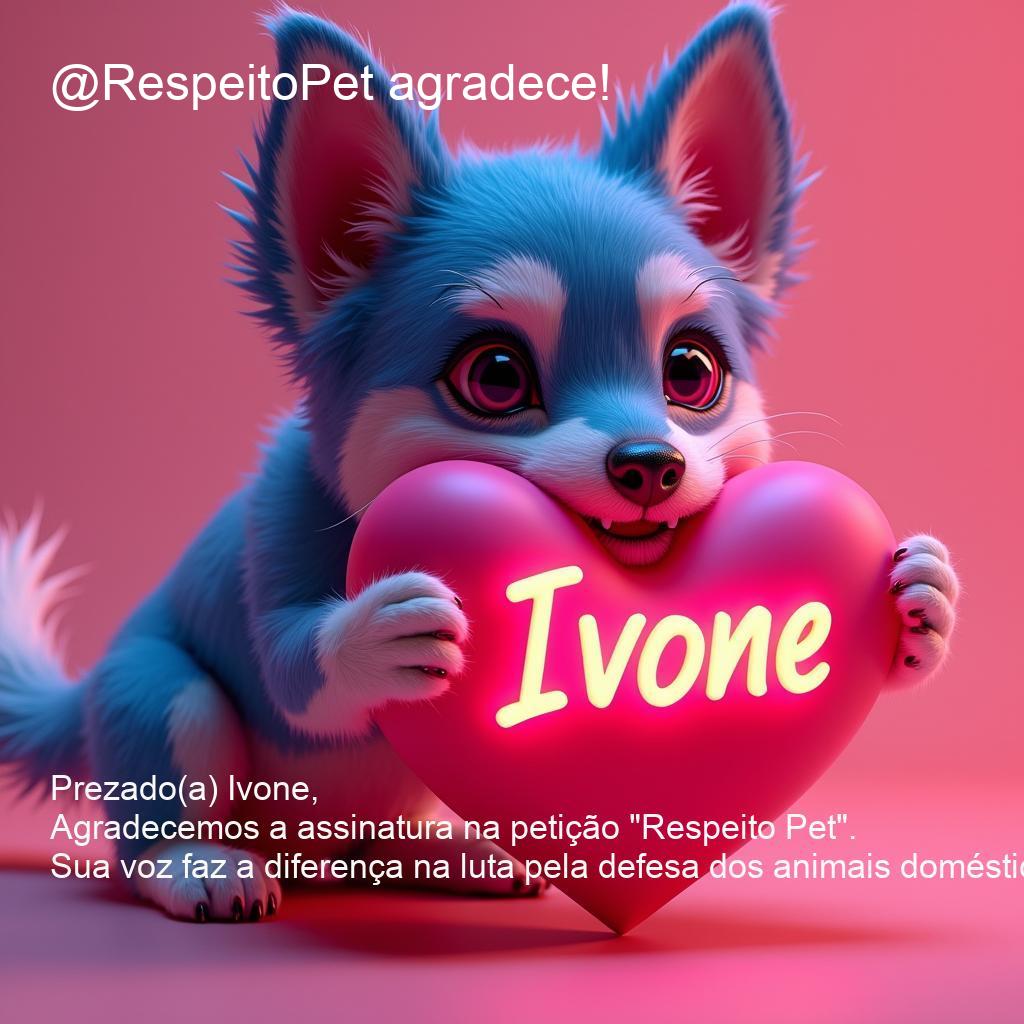 @RespeitoPet agradece!
Ivone
Prezado(a) Ivone,
Agradecemos a assinatura na petição "Respeito Pet".
Sua voz faz a diferença na luta pela defesa dos animais